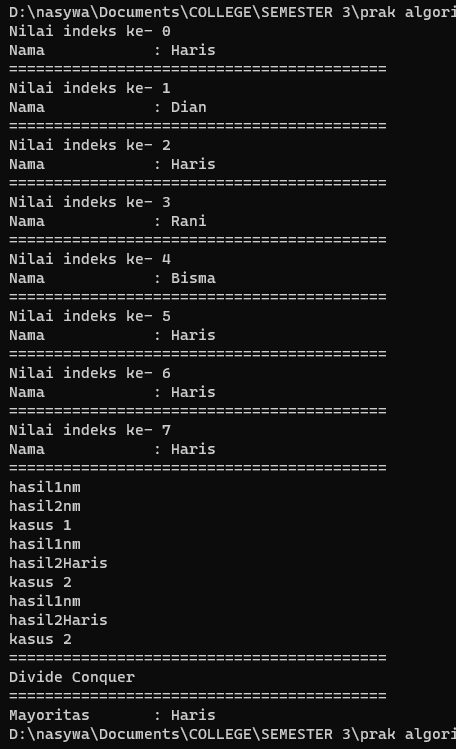 D:\nasywa\Documents\COLLEGE\SEMESTER 3\prak algori
Nilai indeks ke- 0
Nama            : Haris
==========================================
Nilai indeks ke- 1
Nama            : Dian
==========================================
Nilai indeks ke- 2
Nama            : Haris
==========================================
Nilai indeks ke- 3
Nama            : Rani
==========================================
Nilai indeks ke- 4
Nama            : Bisma
==========================================
Nilai indeks ke- 5
Nama            : Haris
==========================================
Nilai indeks ke- 6
Nama            : Haris
==========================================
Nilai indeks ke- 7
Nama            : Haris
==========================================
hasil1nm
hasil2nm
kasus 1
hasil1nm
hasil2Haris
kasus 2
hasil1nm
hasil2Haris
kasus 2
==========================================
Divide Conquer
==========================================
Mayoritas       : Haris
D:\nasywa\Documents\COLLEGE\SEMESTER 3\prak algori